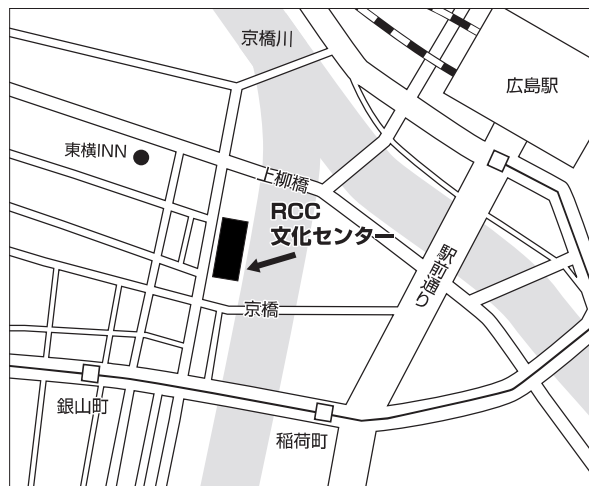 京橋川
広島駅
東横INN
上柳橋
RCC
文化センター
駅前通り
京橋
銀山町
稲荷町